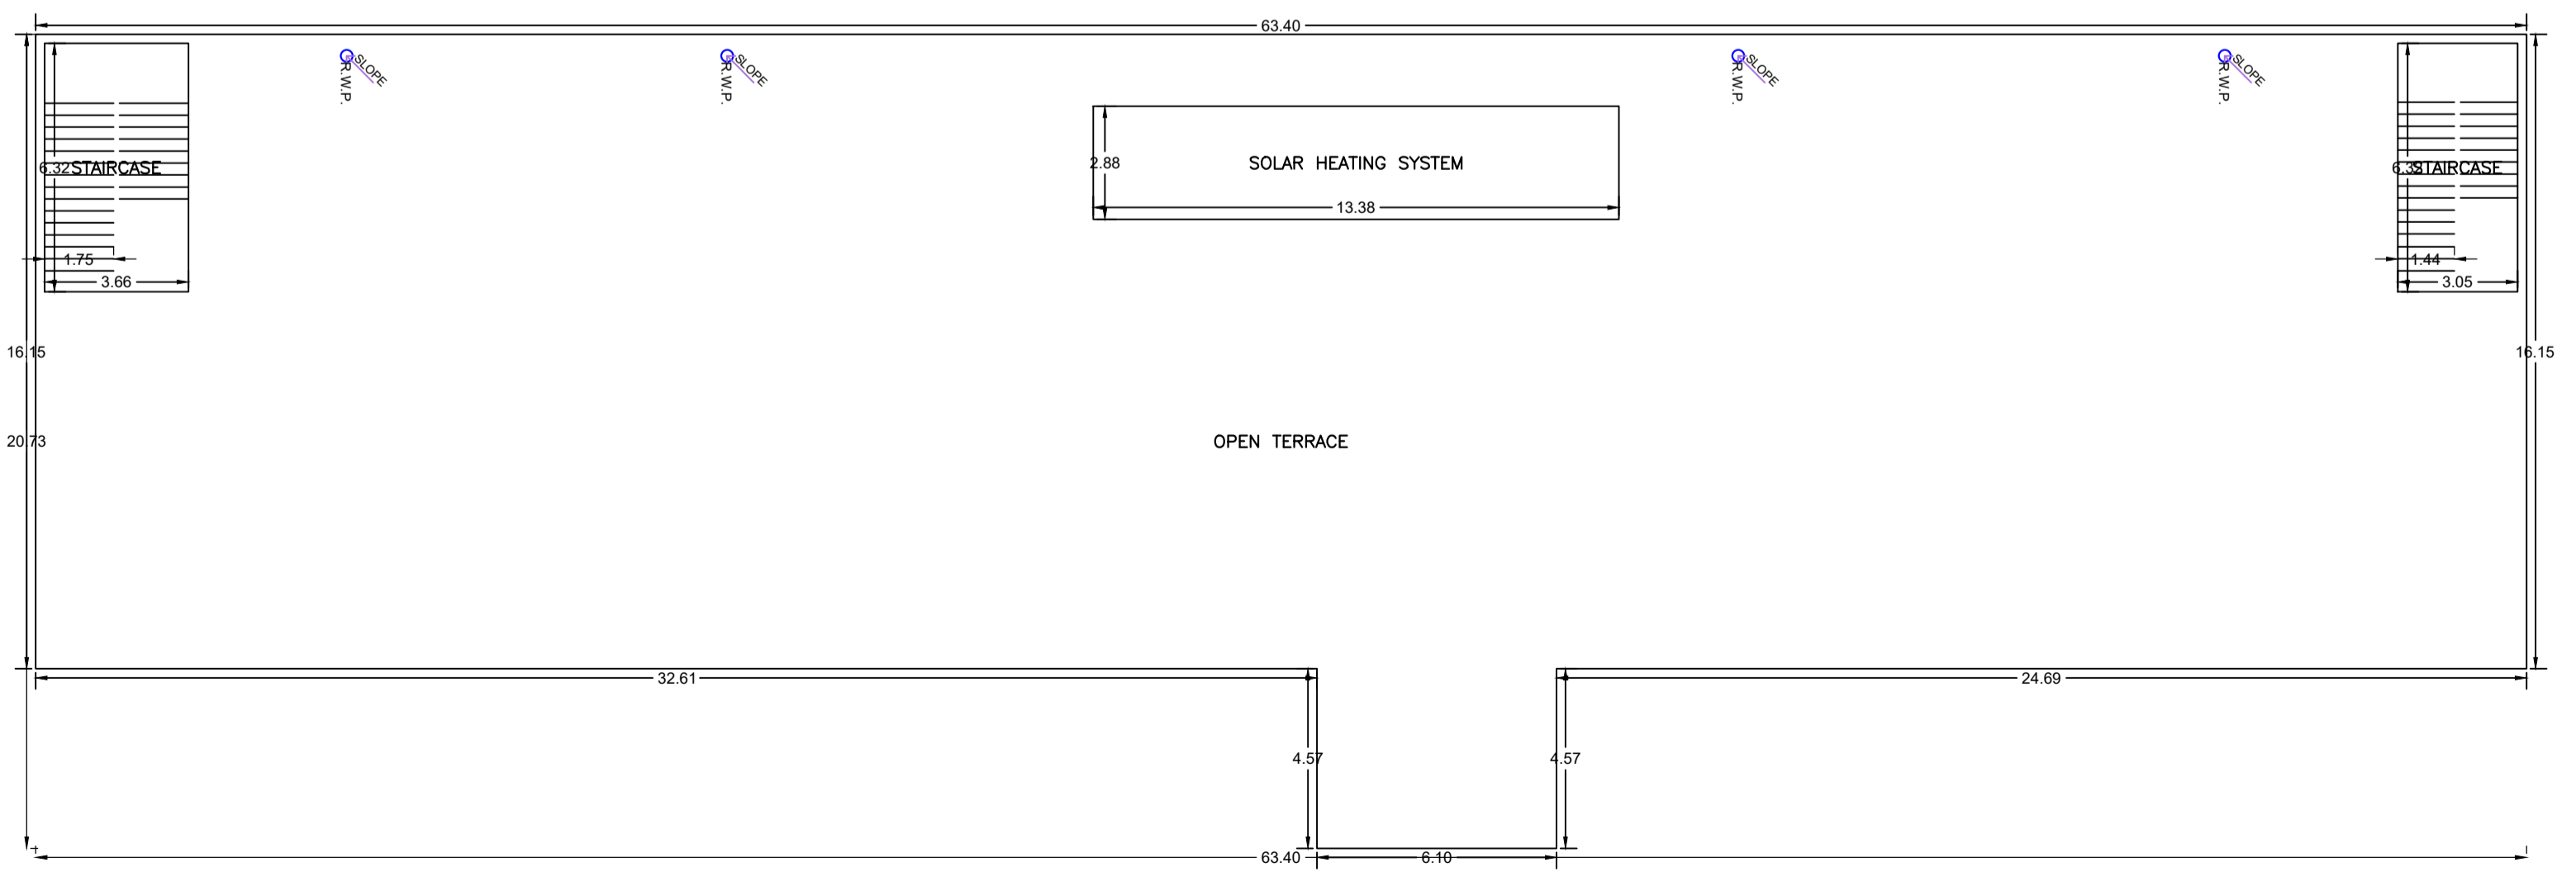 63.40
SLOPE
R.W.P.
SLOPE
R.W.P.
SLOPE
R.W.P.
SLOPE
R.W.P.
6.32 STAIRCASE
2.88
SOLAR HEATING SYSTEM
6.32 STAIRCASE
13.38
1.75
1.44
3.66
3.05
16.15
16.15
20.73
OPEN TERRACE
32.61
24.69
4.57
4.57
63.40
6.10